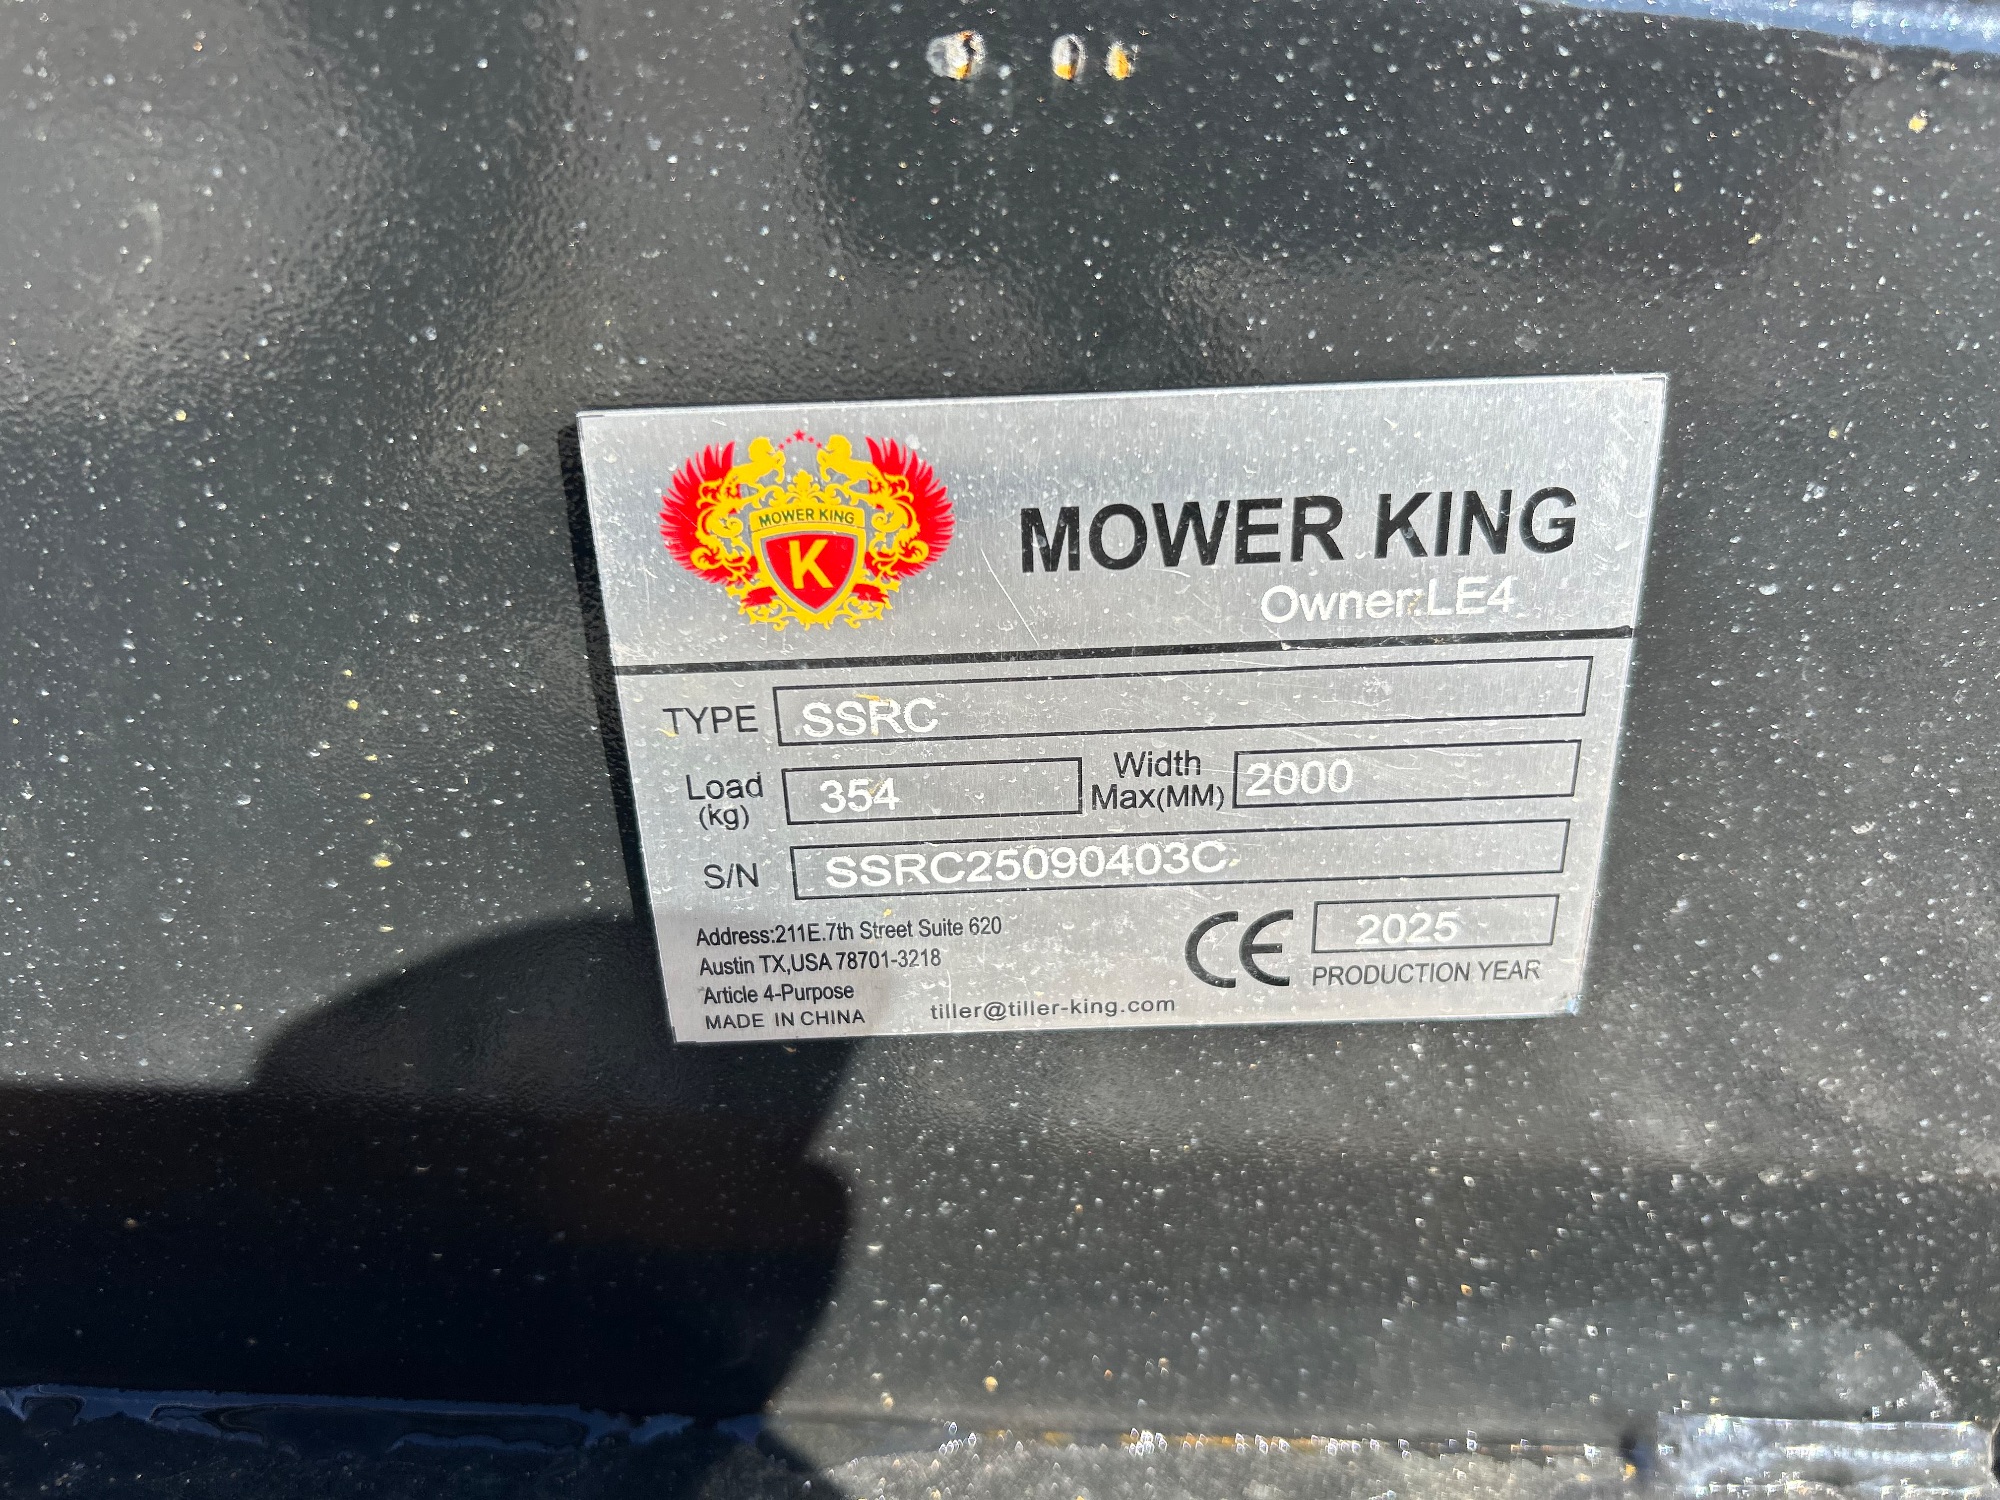 MOWER KING
K
MOWER KING
Owner:LE4
TYPE SSRC
Load (kg) 354 Width Max(MM) 2000
S/N SSRC25090403C
Address:211E.7th Street Suite 620
Austin TX,USA 78701-3218
Article 4-Purpose
MADE IN CHINA
tiller@tiller-king.com
CE 2025
PRODUCTION YEAR